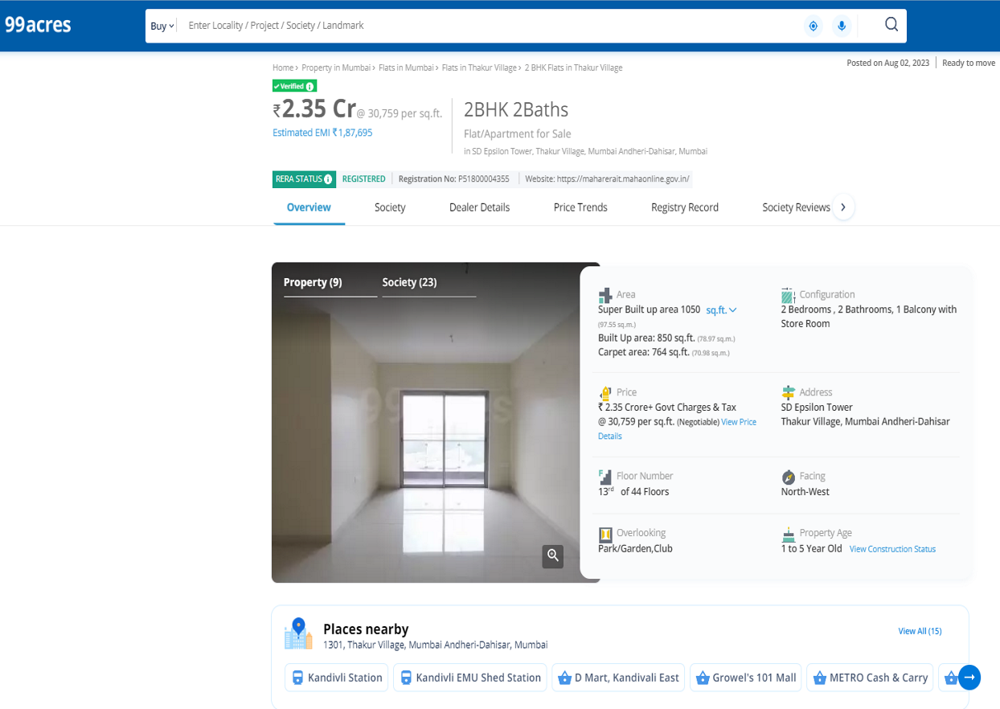 99acres
Buy
Enter Locality / Project / Society / Landmark
Home > Property in Mumbai > Flats in Mumbai > Flats in Thakur Village > 2 BHK Flats in Thakur Village
Posted on Aug 02, 2023 | Ready to move
Verified
₹2.35 Cr @ 30,759 per sq.ft.
Estimated EMI ₹1,87,695
2BHK 2Baths
Flat/Apartment for Sale
in SD Epsilon Tower, Thakur Village, Mumbai Andheri-Dahisar, Mumbai
RERA STATUS REGISTERED | Registration No: P51800004355 | Website: https://maharerait.mahaonline.gov.in/
Overview Society Dealer Details Price Trends Registry Record Society Reviews
Property (9) Society (23)
Area
Super Built up area 1050 sq.ft.
(97.55 sq.m.)
Built Up area: 850 sq.ft. (78.97 sq.m.)
Carpet area: 764 sq.ft. (70.98 sq.m.)
Configuration
2 Bedrooms , 2 Bathrooms, 1 Balcony with
Store Room
Price
₹ 2.35 Crore+ Govt Charges & Tax
@ 30,759 per sq.ft. (Negotiable) View Price
Details
Address
SD Epsilon Tower
Thakur Village, Mumbai Andheri-Dahisar
Floor Number
13rd of 44 Floors
Facing
North-West
Overlooking
Park/Garden,Club
Property Age
1 to 5 Year Old View Construction Status
Places nearby
1301, Thakur Village, Mumbai Andheri-Dahisar, Mumbai
View All (15)
Kandivli Station Kandivli EMU Shed Station D Mart, Kandivali East Growel's 101 Mall METRO Cash & Carry